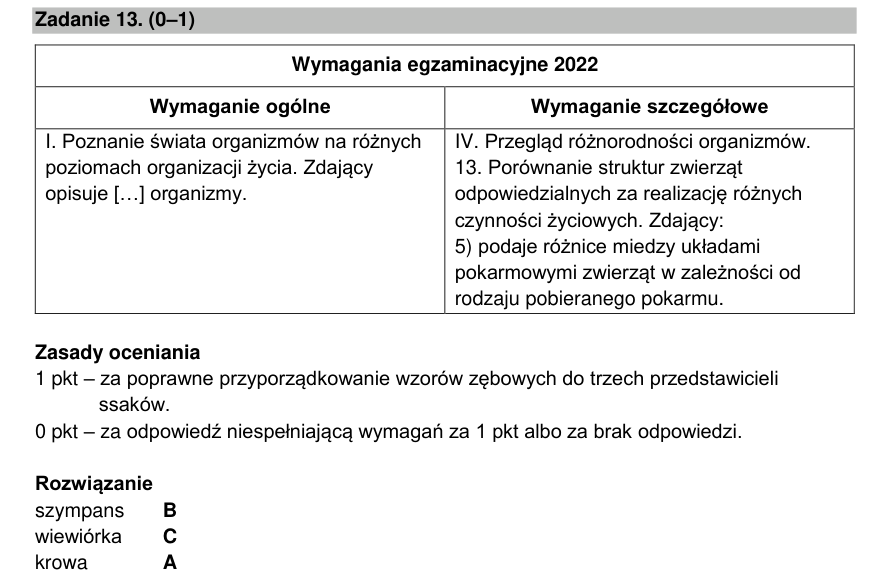 Zadanie 13. (0–1)
Wymagania egzaminacyjne 2022
Wymaganie ogólne
Wymaganie szczegółowe
I. Poznanie świata organizmów na różnych
poziomach organizacji życia. Zdający
opisuje […] organizmy.
IV. Przegląd różnorodności organizmów.
13. Porównanie struktur zwierząt
odpowiedzialnych za realizację różnych
czynności życiowych. Zdający:
5) podaje różnice miedzy układami
pokarmowymi zwierząt w zależności od
rodzaju pobieranego pokarmu.
Zasady oceniania
1 pkt – za poprawne przyporządkowanie wzorów zębowych do trzech przedstawicieli
ssaków.
0 pkt – za odpowiedź niespełniającą wymagań za 1 pkt albo za brak odpowiedzi.
Rozwiązanie
szympans B
wiewiórka C
krowa A